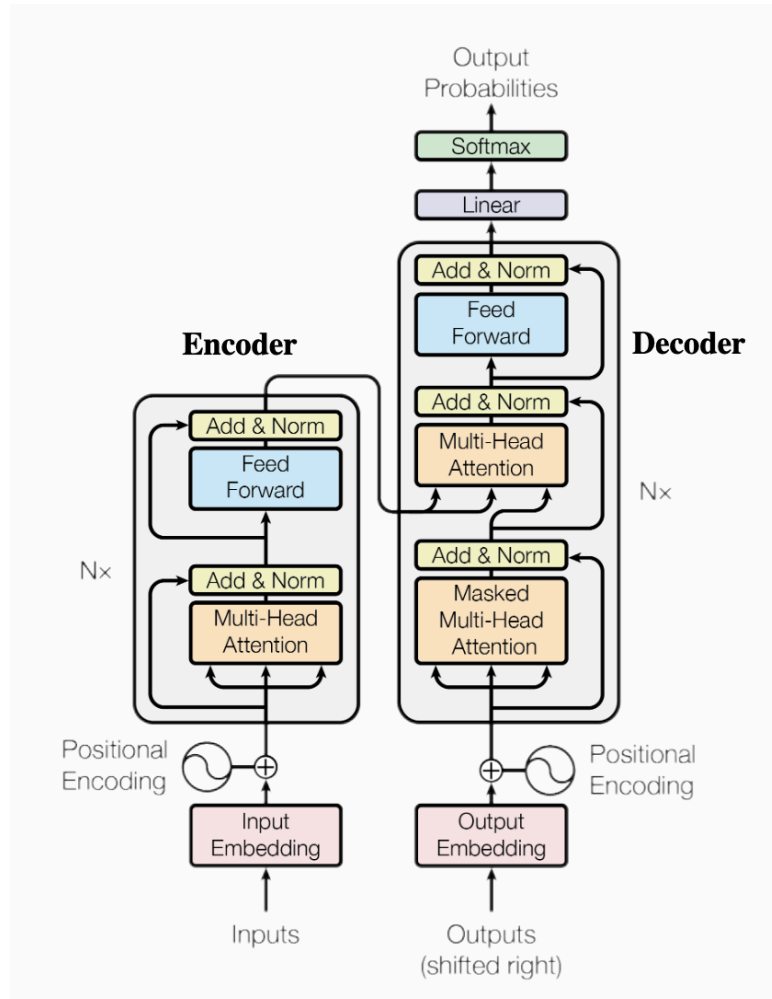 Output
Probabilities
Softmax
Linear
Add & Norm
Feed
Forward
Add & Norm
Multi-Head
Attention
Add & Norm
Masked
Multi-Head
Attention
Decoder
N×
Encoder
Add & Norm
Feed
Forward
Add & Norm
Multi-Head
Attention
N×
Positional
Encoding
Positional
Encoding
Input
Embedding
Output
Embedding
Inputs
Outputs
(shifted right)